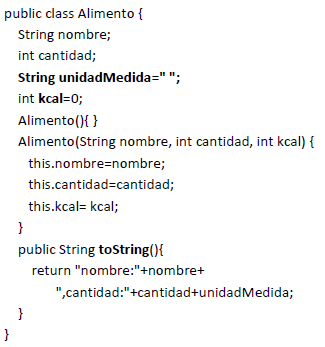 public class Alimento {
String nombre;
int cantidad;
String unidadMedida=" ";
int kcal=0;
Alimento(){ }
Alimento(String nombre, int cantidad, int kcal) {
this.nombre=nombre;
this.cantidad=cantidad;
this.kcal= kcal;
}
public String toString(){
return "nombre:"+nombre+
",cantidad:"+cantidad+unidadMedida;
}
}